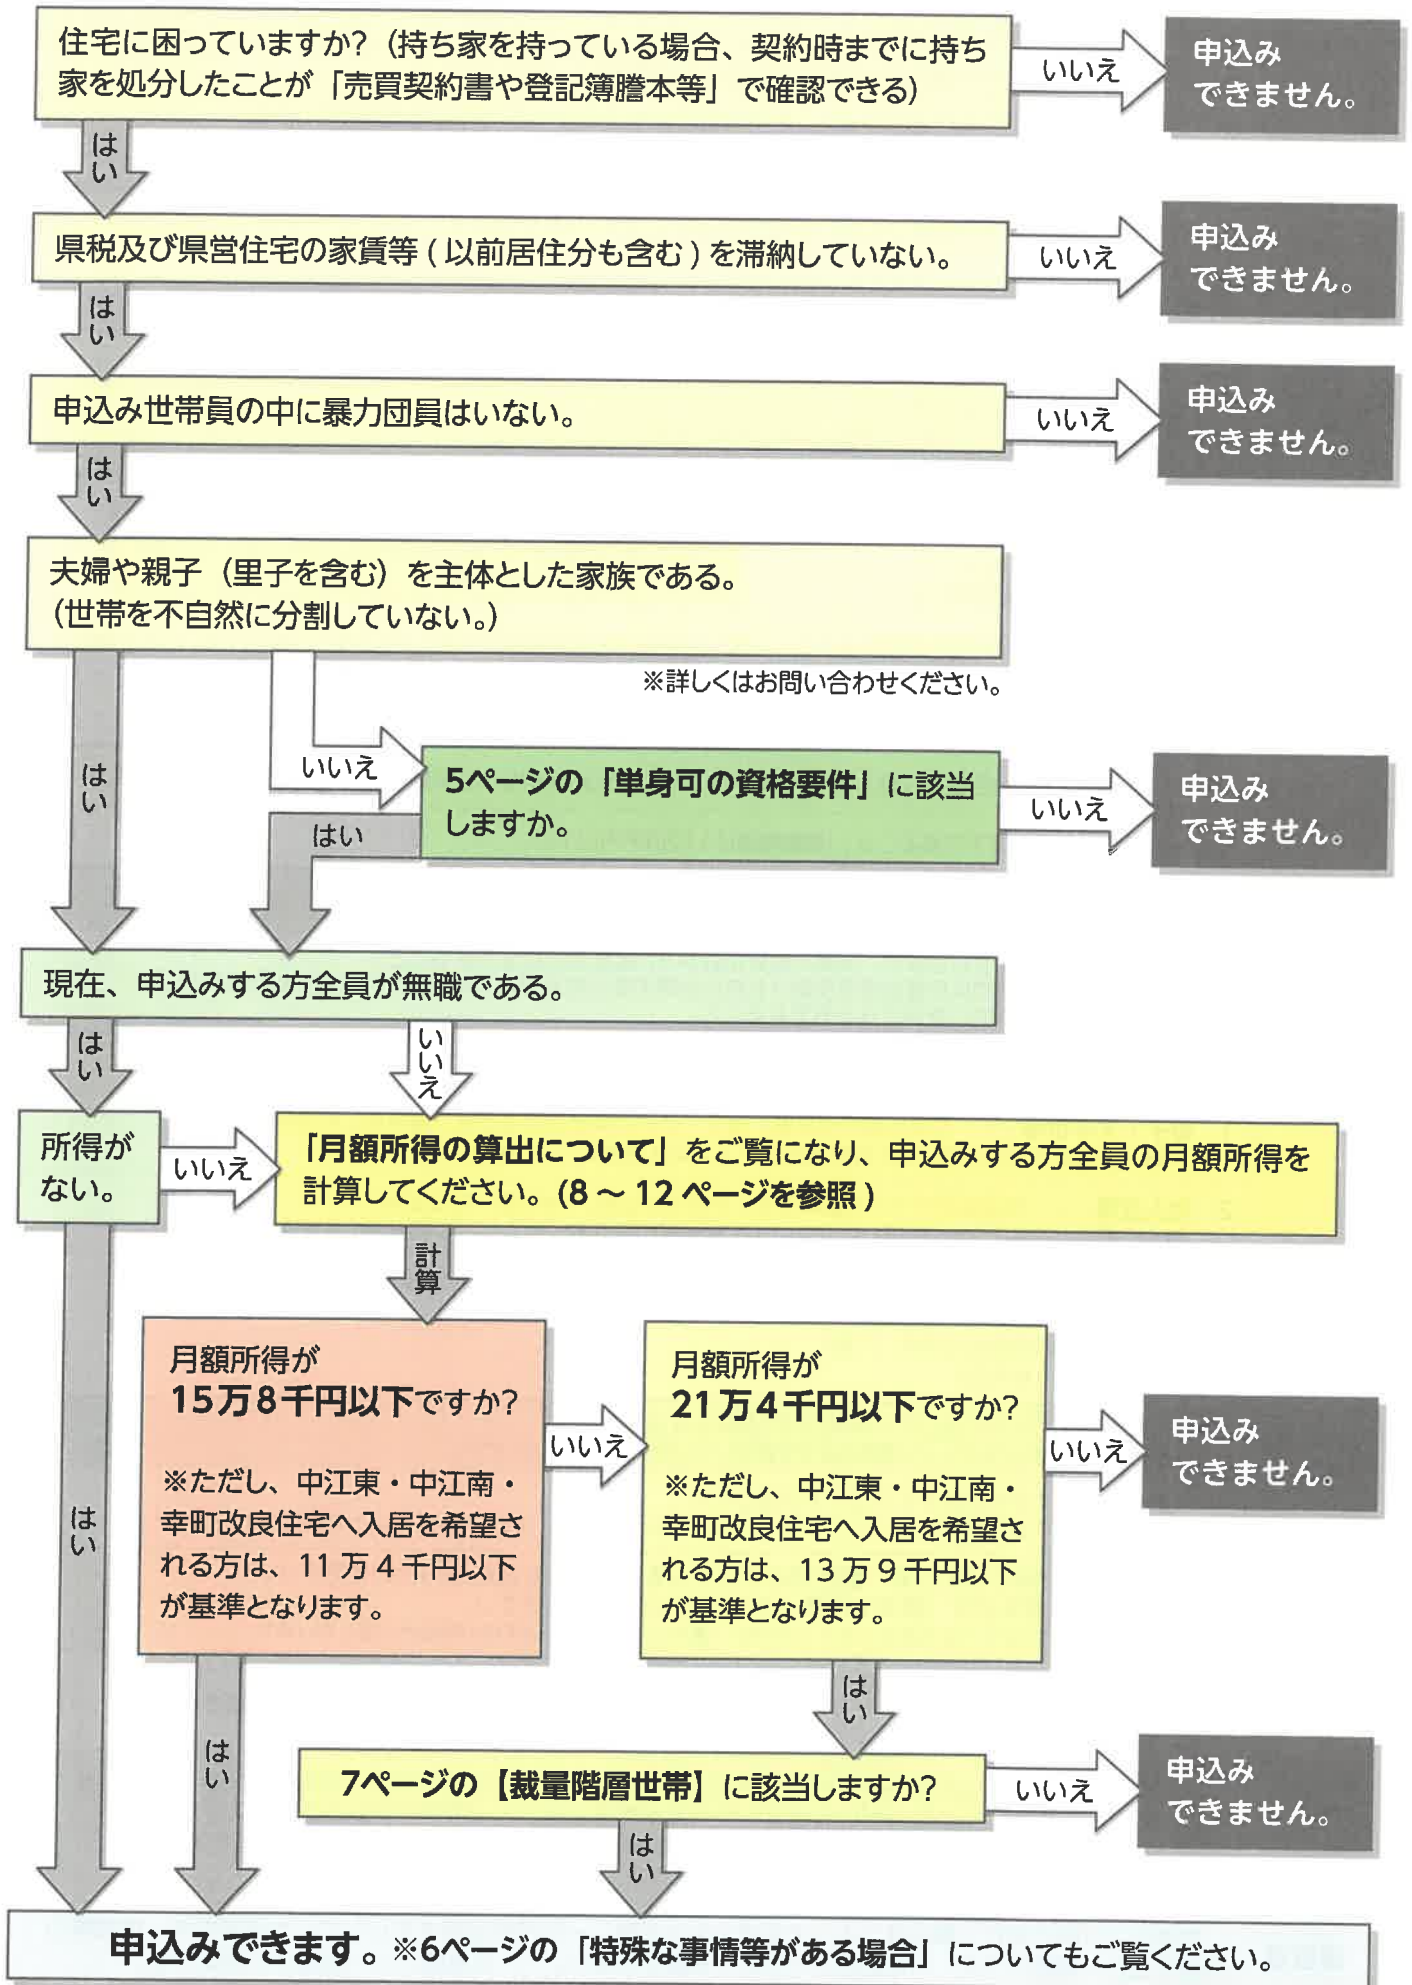 住宅に困っていますか?（持ち家を持っている場合、契約時までに持ち
家を処分したことが「売買契約書や登記簿謄本等」で確認できる）
いいえ
申込み
できません。
はい
県税及び県営住宅の家賃等 ( 以前居住分も含む ) を滞納していない。
いいえ
申込み
できません。
はい
申込み世帯員の中に暴力団員はいない。
いいえ
申込み
できません。
はい
夫婦や親子（里子を含む）を主体とした家族である。
（世帯を不自然に分割していない。）
※詳しくはお問い合わせください。
はい
いいえ
5ページの「単身可の資格要件」に該当
しますか。
いいえ
申込み
できません。
はい
現在、申込みする方全員が無職である。
はい
いいえ
所得が
ない。
いいえ
「月額所得の算出について」をご覧になり、申込みする方全員の月額所得を
計算してください。(8 ～ 12 ページを参照 )
計算
月額所得が
15万8千円以下ですか?
※ただし、中江東・中江南・
幸町改良住宅へ入居を希望さ
れる方は、11 万 4 千円以下
が基準となります。
いいえ
月額所得が
21万4千円以下ですか?
※ただし、中江東・中江南・
幸町改良住宅へ入居を希望さ
れる方は、13 万 9 千円以下
が基準となります。
いいえ
申込み
できません。
はい
はい
はい
7ページの【裁量階層世帯】に該当しますか?
いいえ
申込み
できません。
はい
申込みできます。※6ページの「特殊な事情等がある場合」についてもご覧ください。